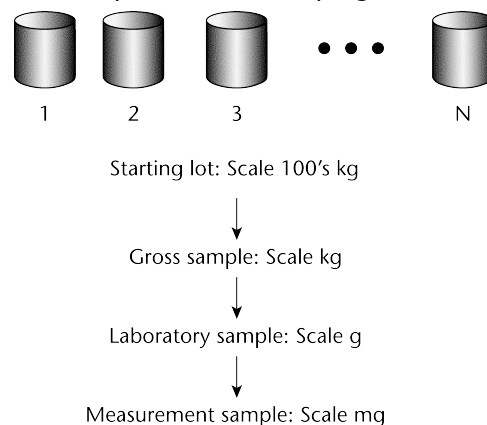 1 2 3 N
Starting lot: Scale 100's kg
Gross sample: Scale kg
Laboratory sample: Scale g
Measurement sample: Scale mg